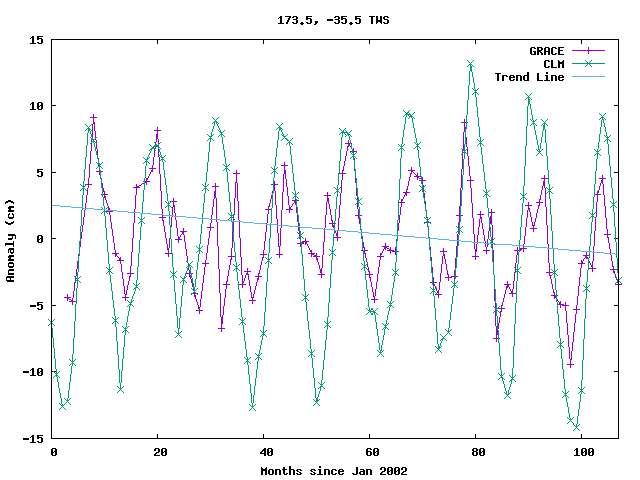 173.5, -35.5 TWS
GRACE
CLM
Trend Line
15
10
5
0
-5
-10
-15
Anomaly (cm)
0 20 40 60 80 100
Months since Jan 2002